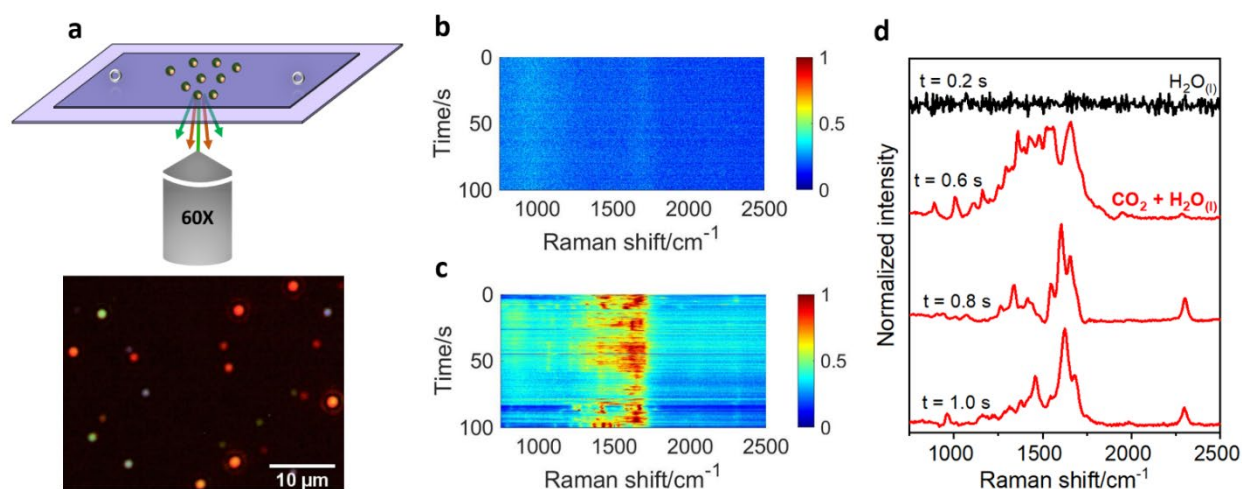 a
60X
10 µm
b
0
50
100
Time/s
1000 1500 2000 2500
Raman shift/cm⁻¹
1
0.5
0
c
0
50
100
Time/s
1000 1500 2000 2500
Raman shift/cm⁻¹
1
0.5
0
d
t = 0.2 s
H₂O₍ₗ₎
t = 0.6 s
CO₂ + H₂O₍ₗ₎
t = 0.8 s
t = 1.0 s
Normalized intensity
1000 1500 2000 2500
Raman shift/cm⁻¹